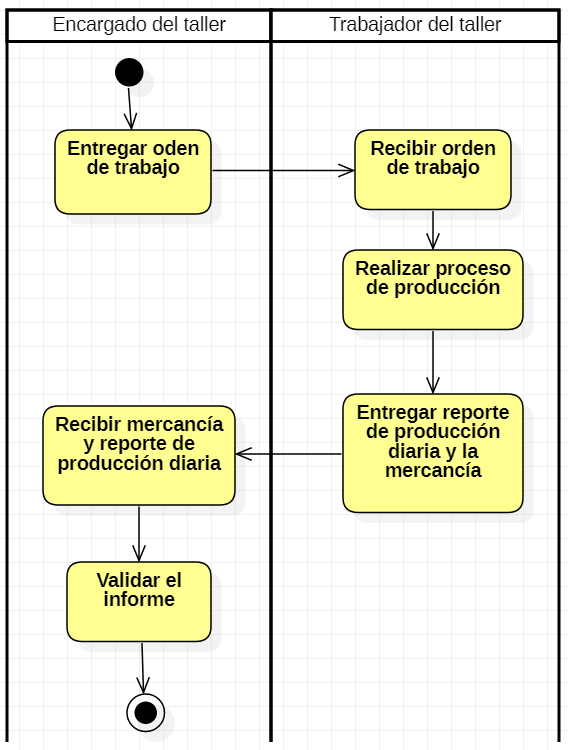 Encargado del taller
Trabajador del taller
Entregar oden
de trabajo
Recibir orden
de trabajo
Realizar proceso
de producción
Entregar reporte
de producción
diaria y la
mercancía
Recibir mercancía
y reporte de
producción diaria
Validar el
informe